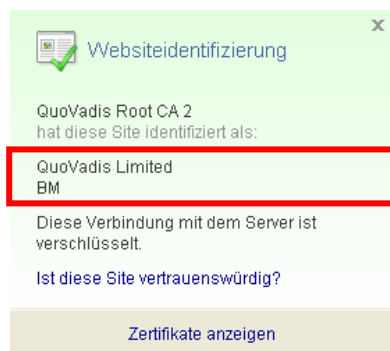 x
Websiteidentifizierung
QuoVadis Root CA 2
hat diese Site identifiziert als:
QuoVadis Limited
BM
Diese Verbindung mit dem Server ist
verschlüsselt.
Ist diese Site vertrauenswürdig?
Zertifikate anzeigen